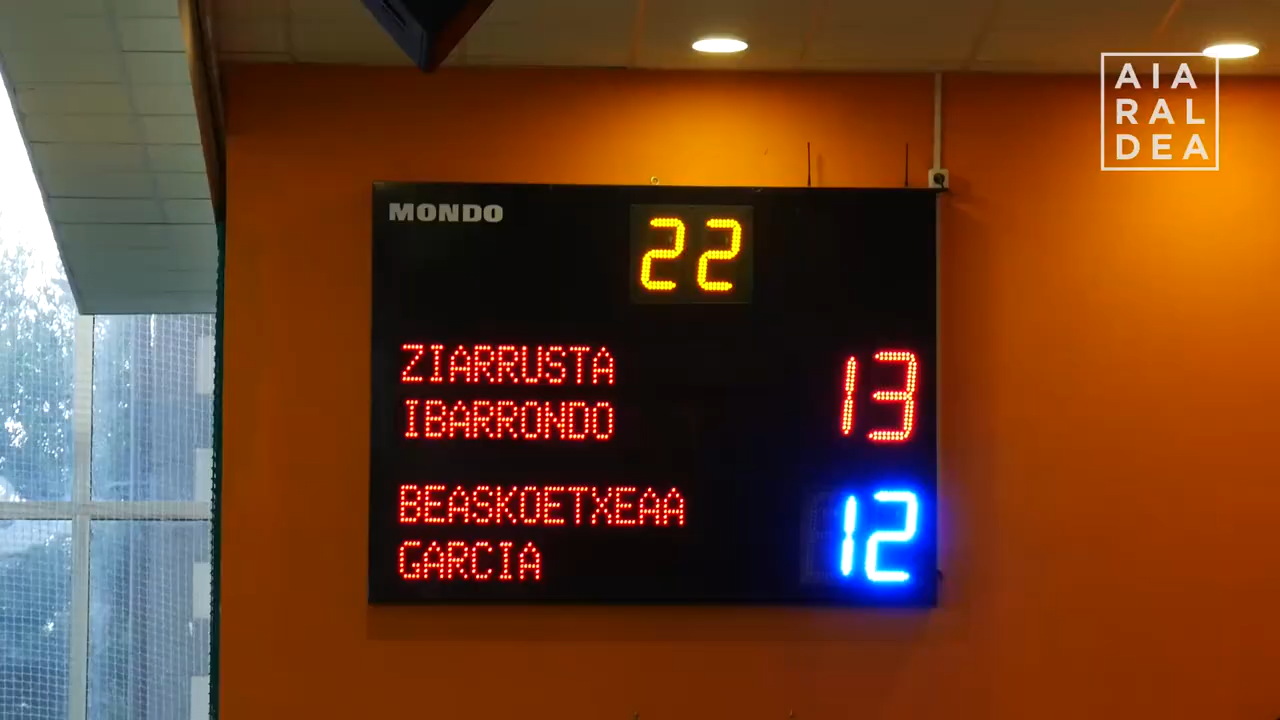 AIA
RAL
DEA
MONDO
22
ZIARRUSTA
IBARRONDO
13
BEASKOETXEAA
GARCIA
12